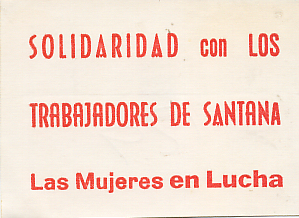 SOLIDARIDAD con LOS
TRABAJADORES DE SANTANA
Las Mujeres en Lucha